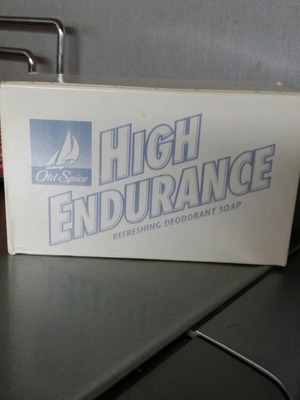 Old Spice
HIGH
ENDURANCE
REFRESHING DEODORANT SOAP